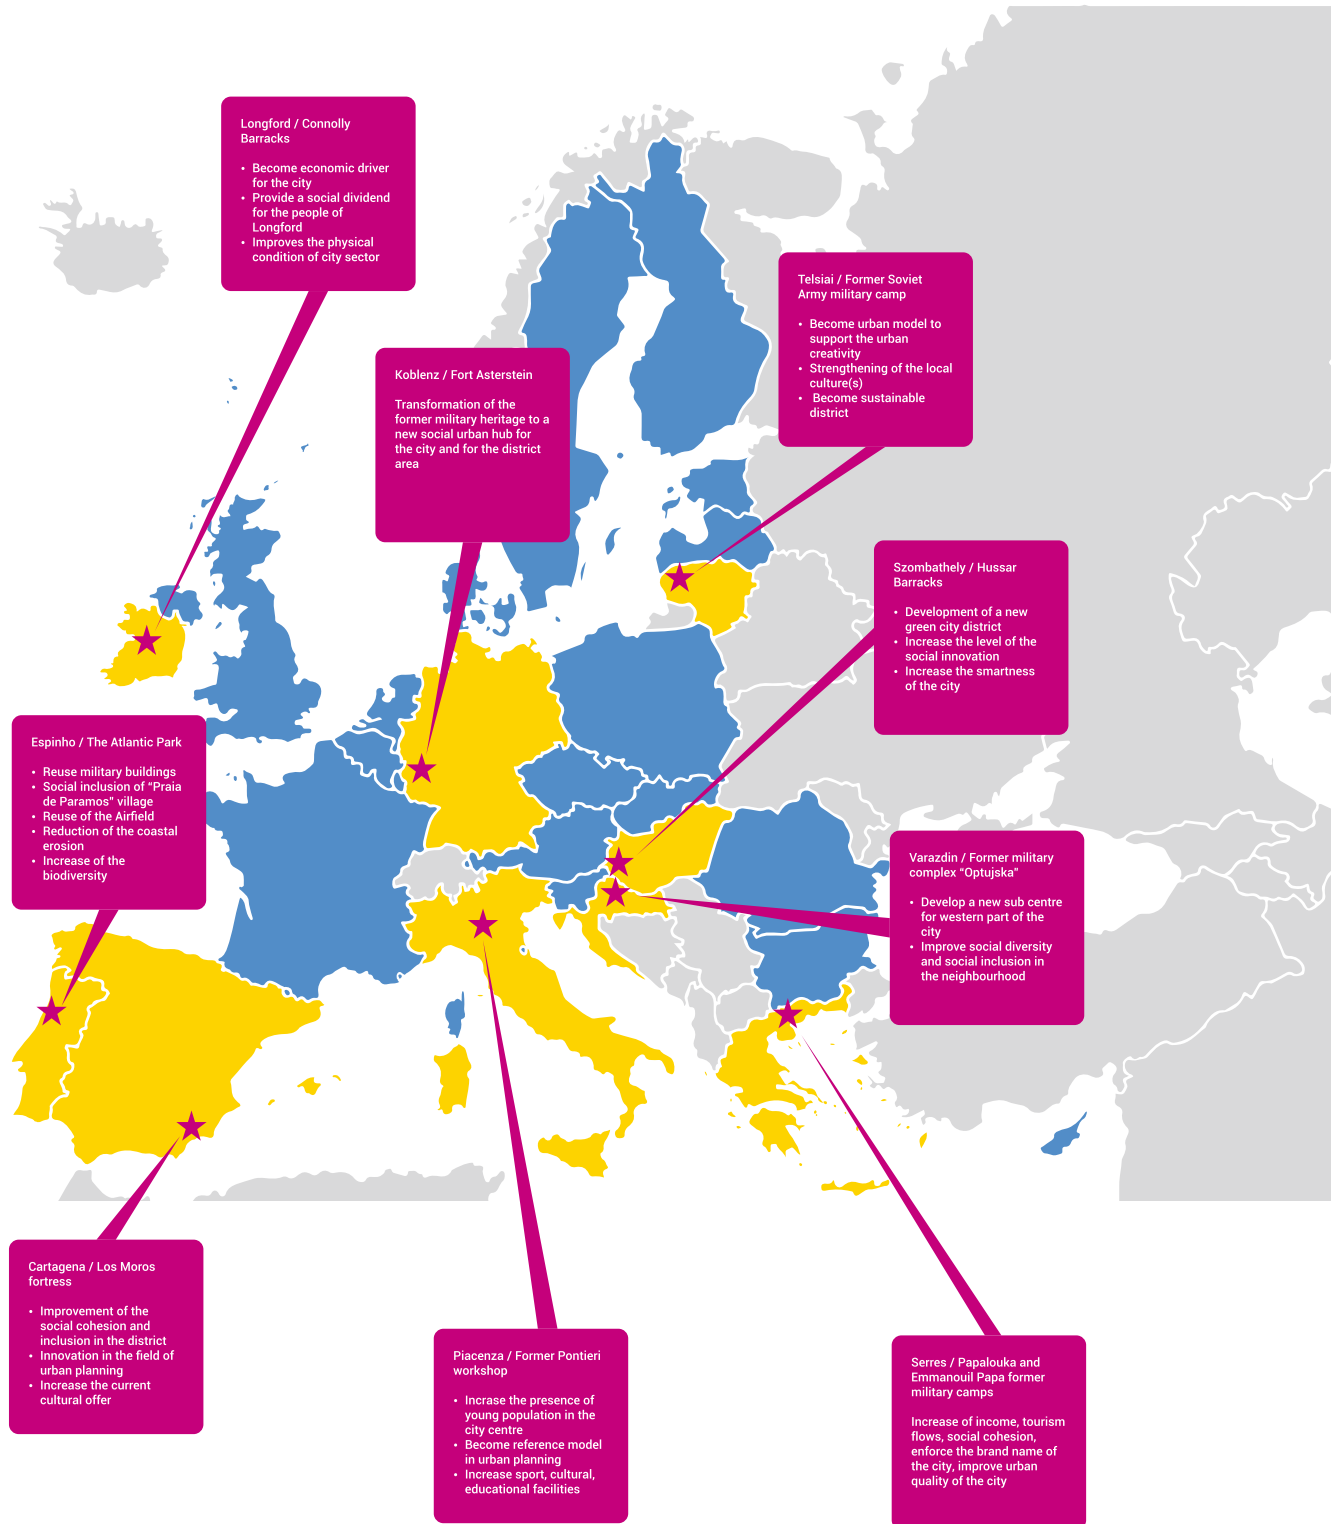 Longford / Connolly
Barracks
• Become economic driver
for the city
• Provide a social dividend
for the people of
Longford
• Improves the physical
condition of city sector
Telsiai / Former Soviet
Army military camp
• Become urban model to
support the urban
creativity
• Strengthening of the local
culture(s)
• Become sustainable
district
Koblenz / Fort Asterstein
Transformation of the
former military heritage to a
new social urban hub for
the city and for the district
area
Szombathely / Hussar
Barracks
• Development of a new
green city district
• Increase the level of the
social innovation
• Increase the smartness
of the city
Espinho / The Atlantic Park
• Reuse military buildings
• Social inclusion of “Praia
de Paramos” village
• Reuse of the Airfield
• Reduction of the coastal
erosion
• Increase of the
biodiversity
Varazdin / Former military
complex “Optujska”
• Develop a new sub centre
for western part of the
city
• Improve social diversity
and social inclusion in
the neighbourhood
Cartagena / Los Moros
fortress
• Improvement of the
social cohesion and
inclusion in the district
• Innovation in the field of
urban planning
• Increase the current
cultural offer
Piacenza / Former Pontieri
workshop
• Incrase the presence of
young population in the
city centre
• Become reference model
in urban planning
• Increase sport, cultural,
educational facilities
Serres / Papalouka and
Emmanouil Papa former
military camps
Increase of income, tourism
flows, social cohesion,
enforce the brand name of
the city, improve urban
quality of the city